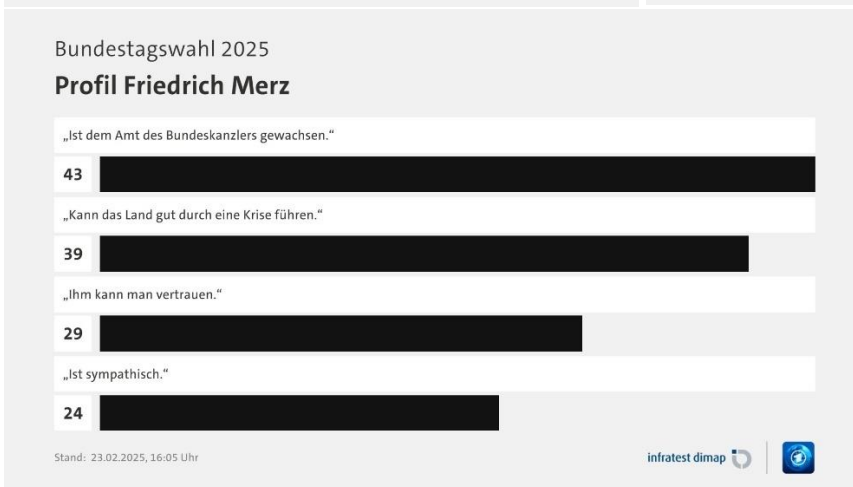 Bundestagswahl 2025
Profil Friedrich Merz
„Ist dem Amt des Bundeskanzlers gewachsen.“
43
„Kann das Land gut durch eine Krise führen.“
39
„Ihm kann man vertrauen.“
29
„Ist sympathisch.“
24
Stand: 23.02.2025, 16:05 Uhr
infratest dimap